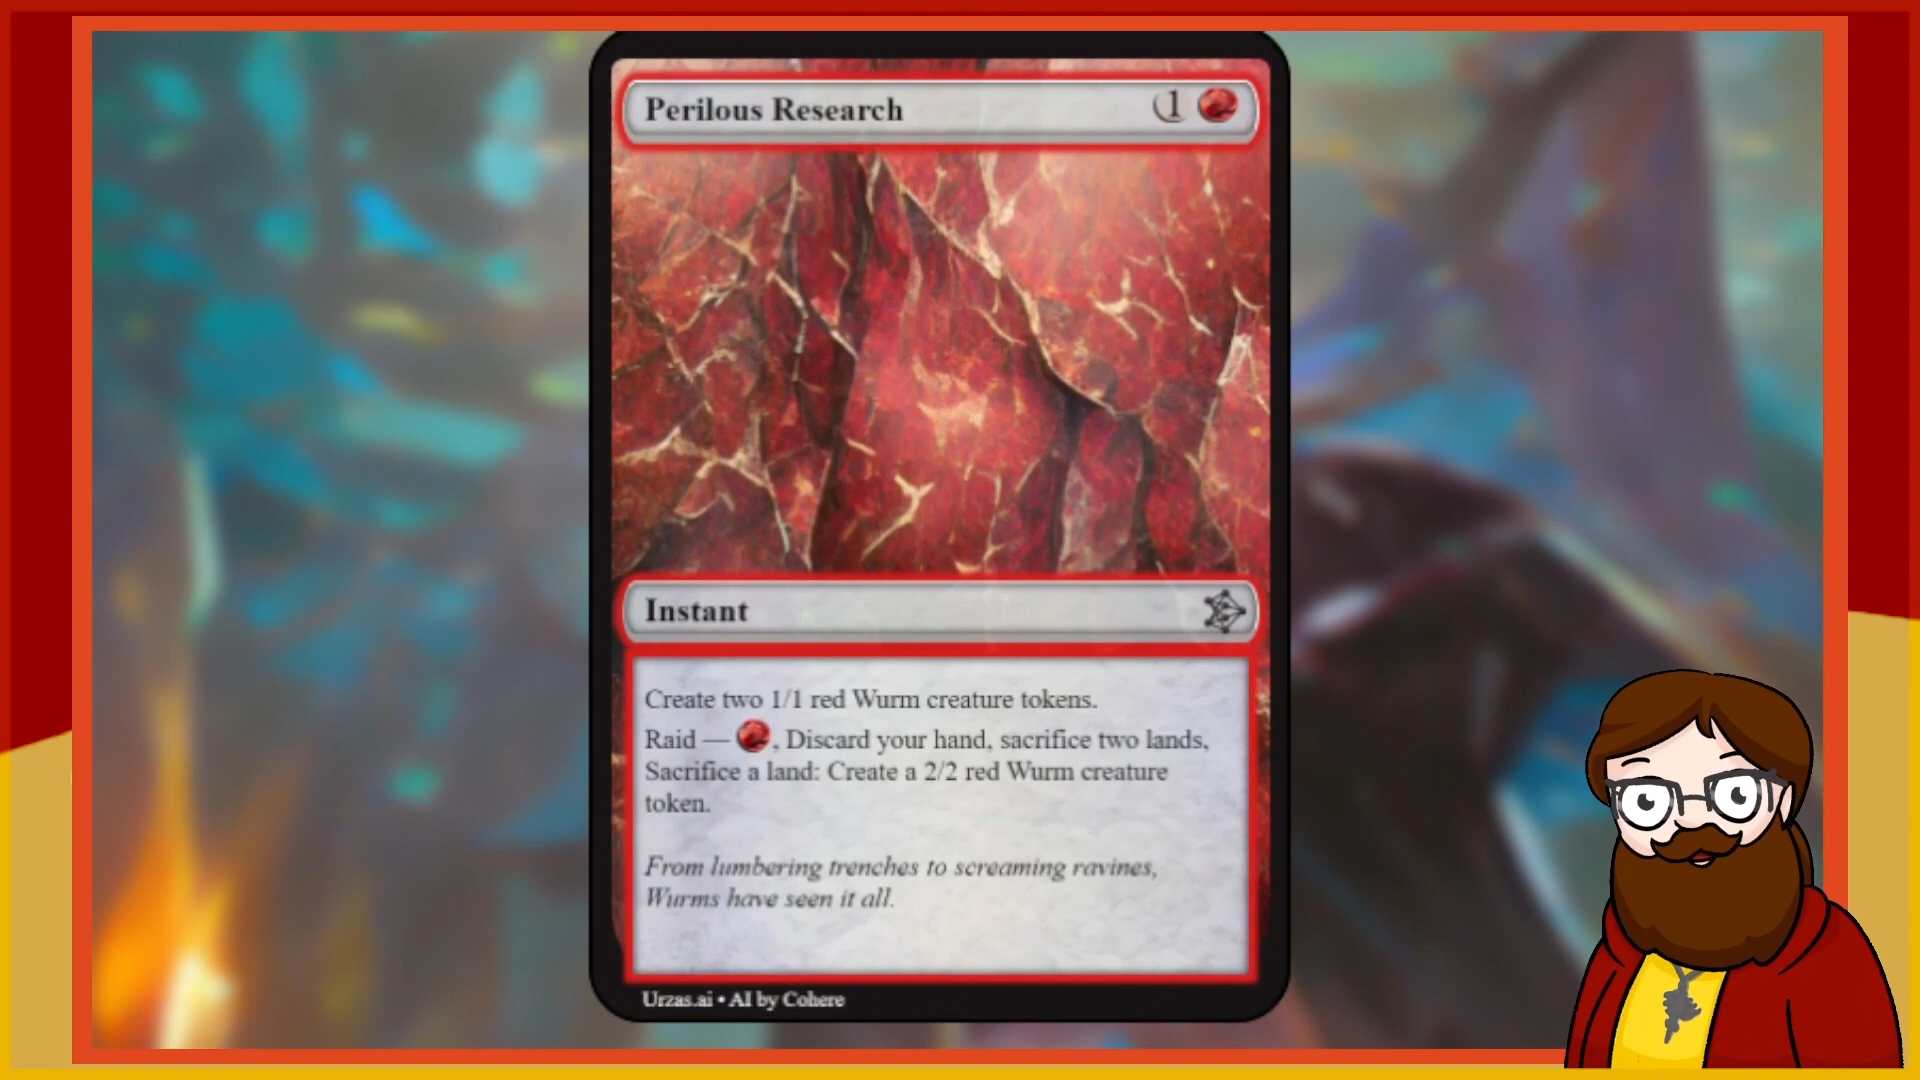 Perilous Research 1
Instant
Create two 1/1 red Wurm creature tokens.
Raid — , Discard your hand, sacrifice two lands,
Sacrifice a land: Create a 2/2 red Wurm creature
token.
From lumbering trenches to screaming ravines,
Wurms have seen it all.
Urzas.ai • AI by Cohere